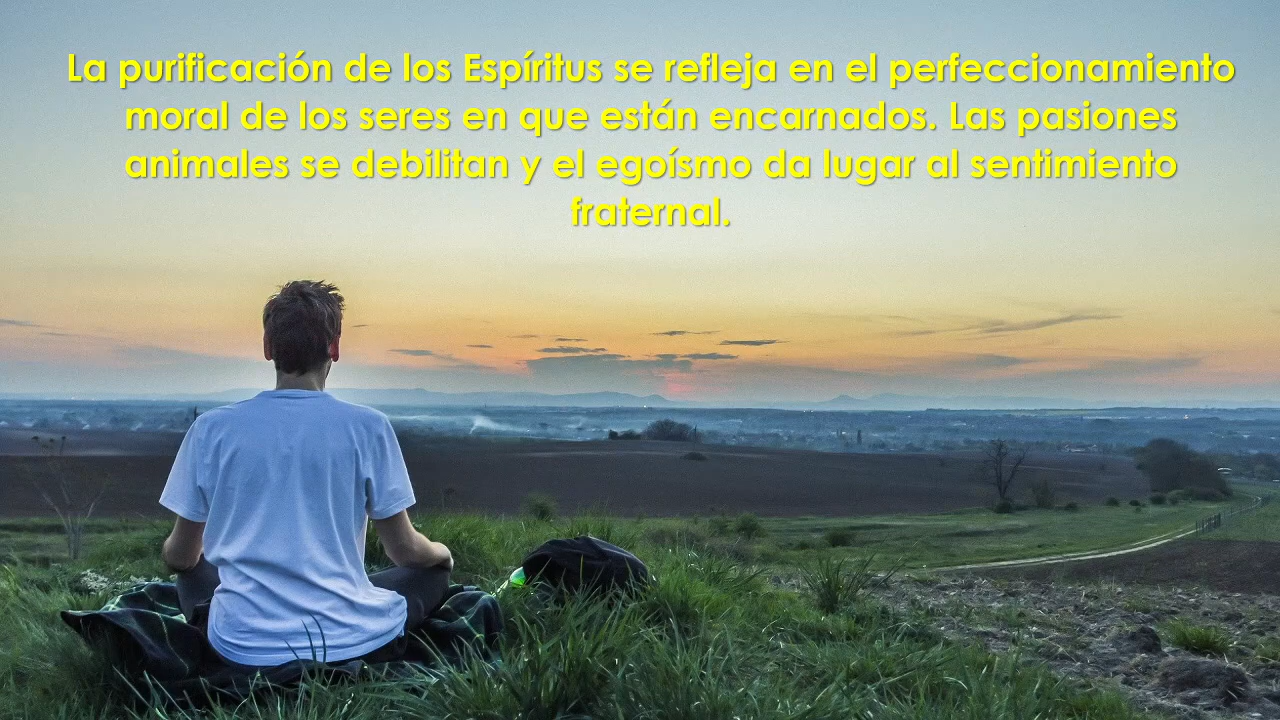 La purificación de los Espíritus se refleja en el perfeccionamiento
moral de los seres en que están encarnados. Las pasiones
animales se debilitan y el egoísmo da lugar al sentimiento
fraternal.